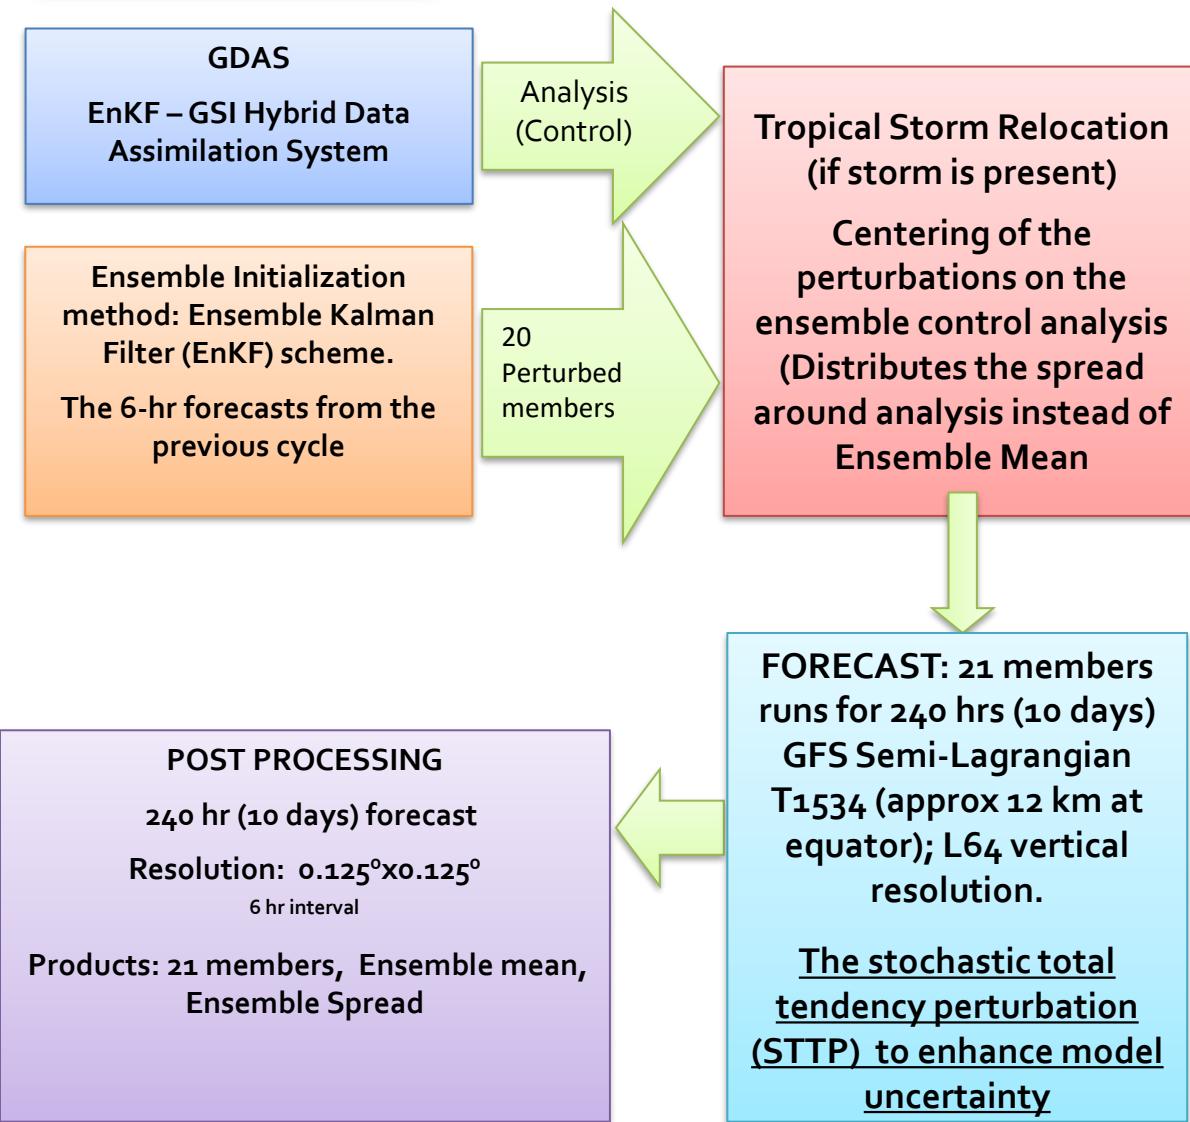 GDAS
EnKF – GSI Hybrid Data
Assimilation System
Analysis
(Control)
Ensemble Initialization
method: Ensemble Kalman
Filter (EnKF) scheme.
The 6-hr forecasts from the
previous cycle
20
Perturbed
members
Tropical Storm Relocation
(if storm is present)
Centering of the
perturbations on the
ensemble control analysis
(Distributes the spread
around analysis instead of
Ensemble Mean
FORECAST: 21 members
runs for 240 hrs (10 days)
GFS Semi-Lagrangian
T1534 (approx 12 km at
equator); L64 vertical
resolution.
The stochastic total
tendency perturbation
(STTP) to enhance model
uncertainty
POST PROCESSING
240 hr (10 days) forecast
Resolution: 0.125ºx0.125º
6 hr interval
Products: 21 members, Ensemble mean,
Ensemble Spread